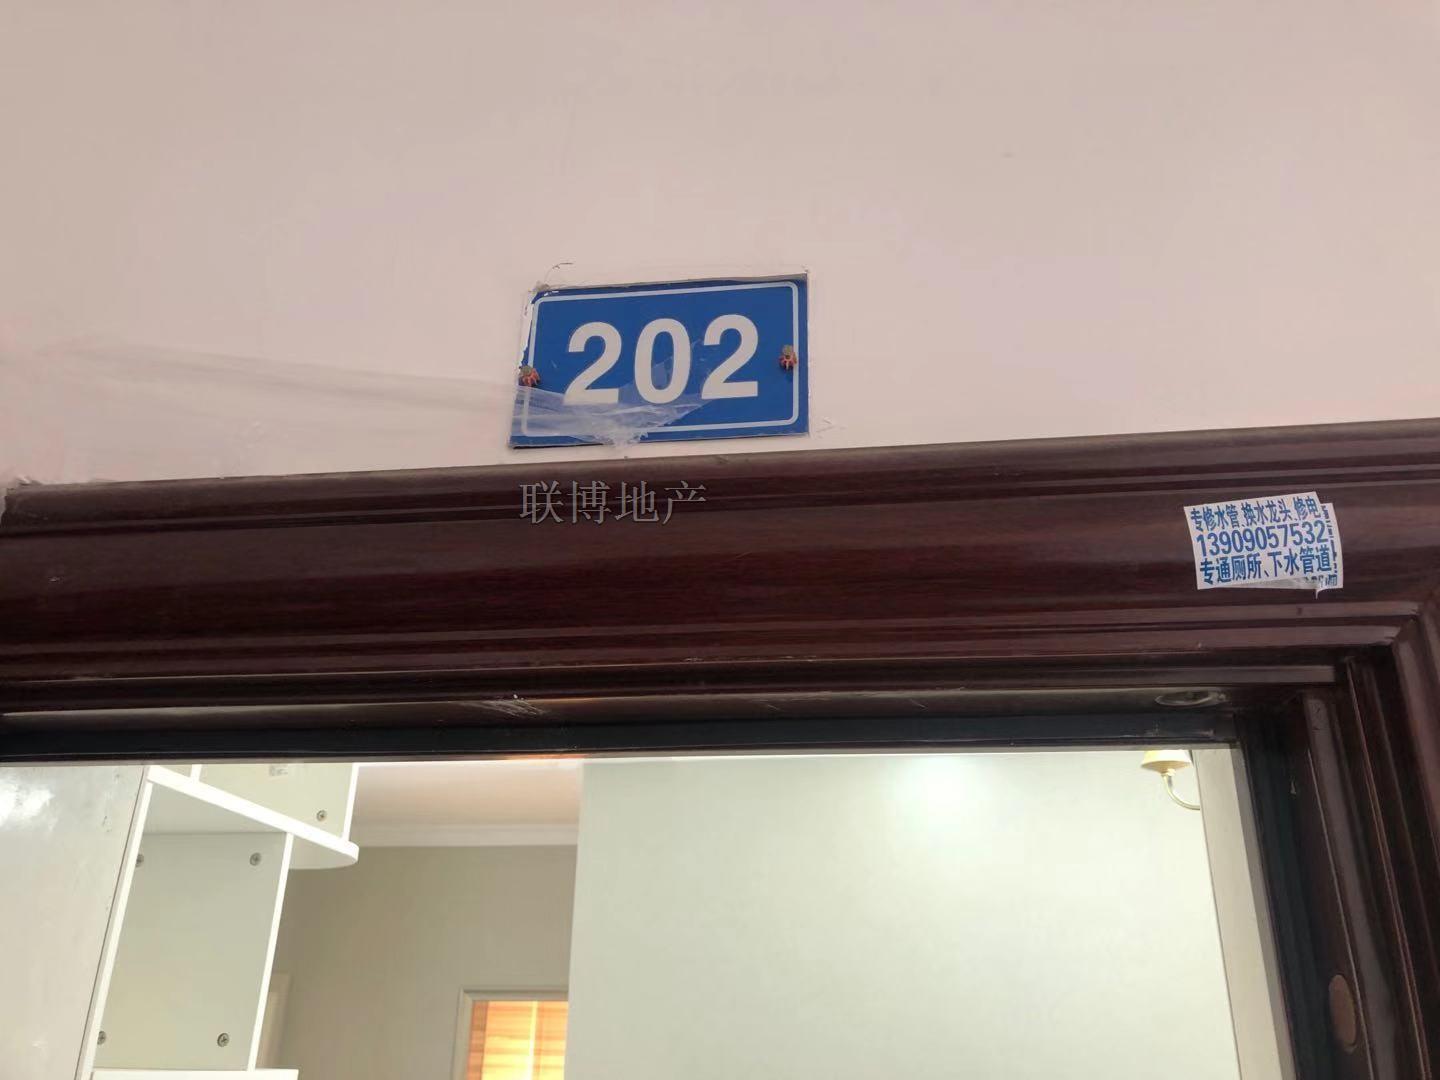 202
联博地产
专修水管、换水龙头、修电
13909057532
专通厕所、下水管道